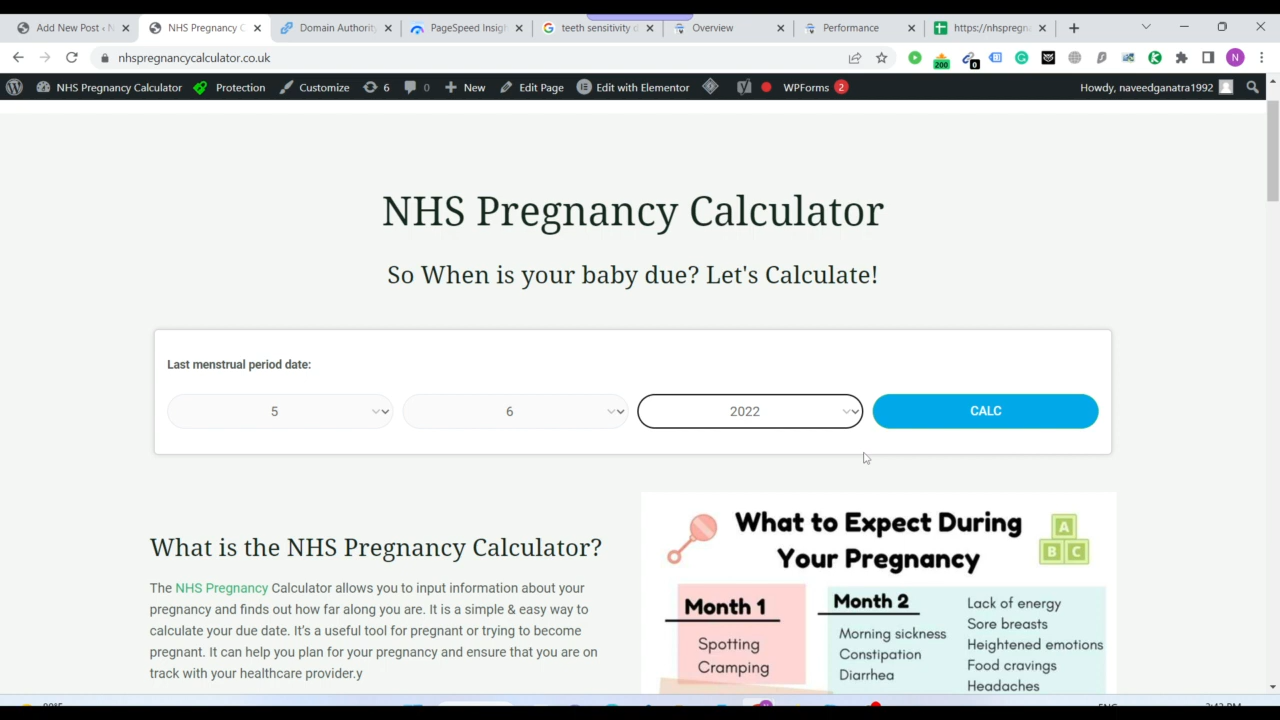 Add New Post ‹ N
NHS Pregnancy C
Domain Authority
PageSpeed Insig
teeth sensitivity d
Overview
Performance
https://nhspregna
nhspregnancycalculator.co.uk
200
0
N
NHS Pregnancy Calculator
Protection
Customize
6
0
New
Edit Page
Edit with Elementor
WPForms 2
Howdy, naveedganatra1992
NHS Pregnancy Calculator
So When is your baby due? Let's Calculate!
Last menstrual period date:
5
6
2022
CALC
What is the NHS Pregnancy Calculator?
The NHS Pregnancy Calculator allows you to input information about your
pregnancy and finds out how far along you are. It is a simple & easy way to
calculate your due date. It's a useful tool for pregnant or trying to become
pregnant. It can help you plan for your pregnancy and ensure that you are on
track with your healthcare provider.y
What to Expect During
Your Pregnancy
A
B C
Month 1
Spotting
Cramping
Month 2
Morning sickness
Constipation
Diarrhea
Lack of energy
Sore breasts
Heightened emotions
Food cravings
Headaches